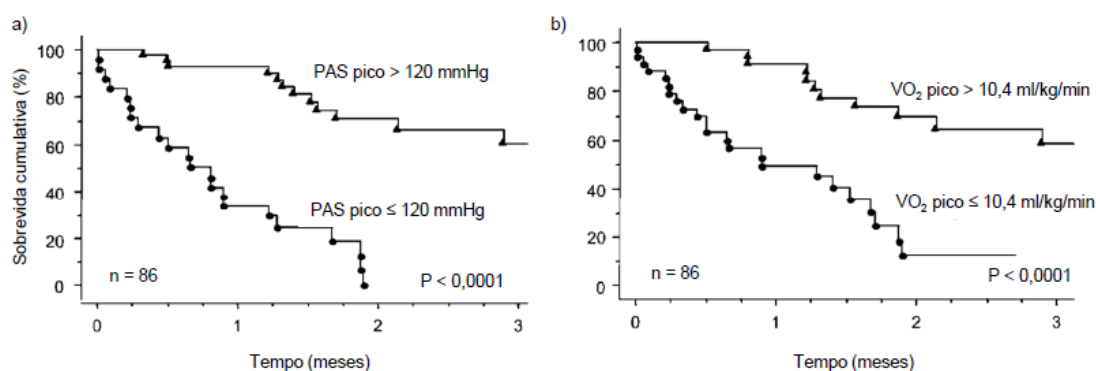 a)
Sobrevida cumulativa (%)
100
80
60
40
20
0
PAS pico > 120 mmHg
PAS pico ≤ 120 mmHg
n = 86
P < 0,0001
0 1 2 3
Tempo (meses)
b)
100
80
60
40
20
0
VO₂ pico > 10,4 ml/kg/min
VO₂ pico ≤ 10,4 ml/kg/min
n = 86
P < 0,0001
0 1 2 3
Tempo (meses)